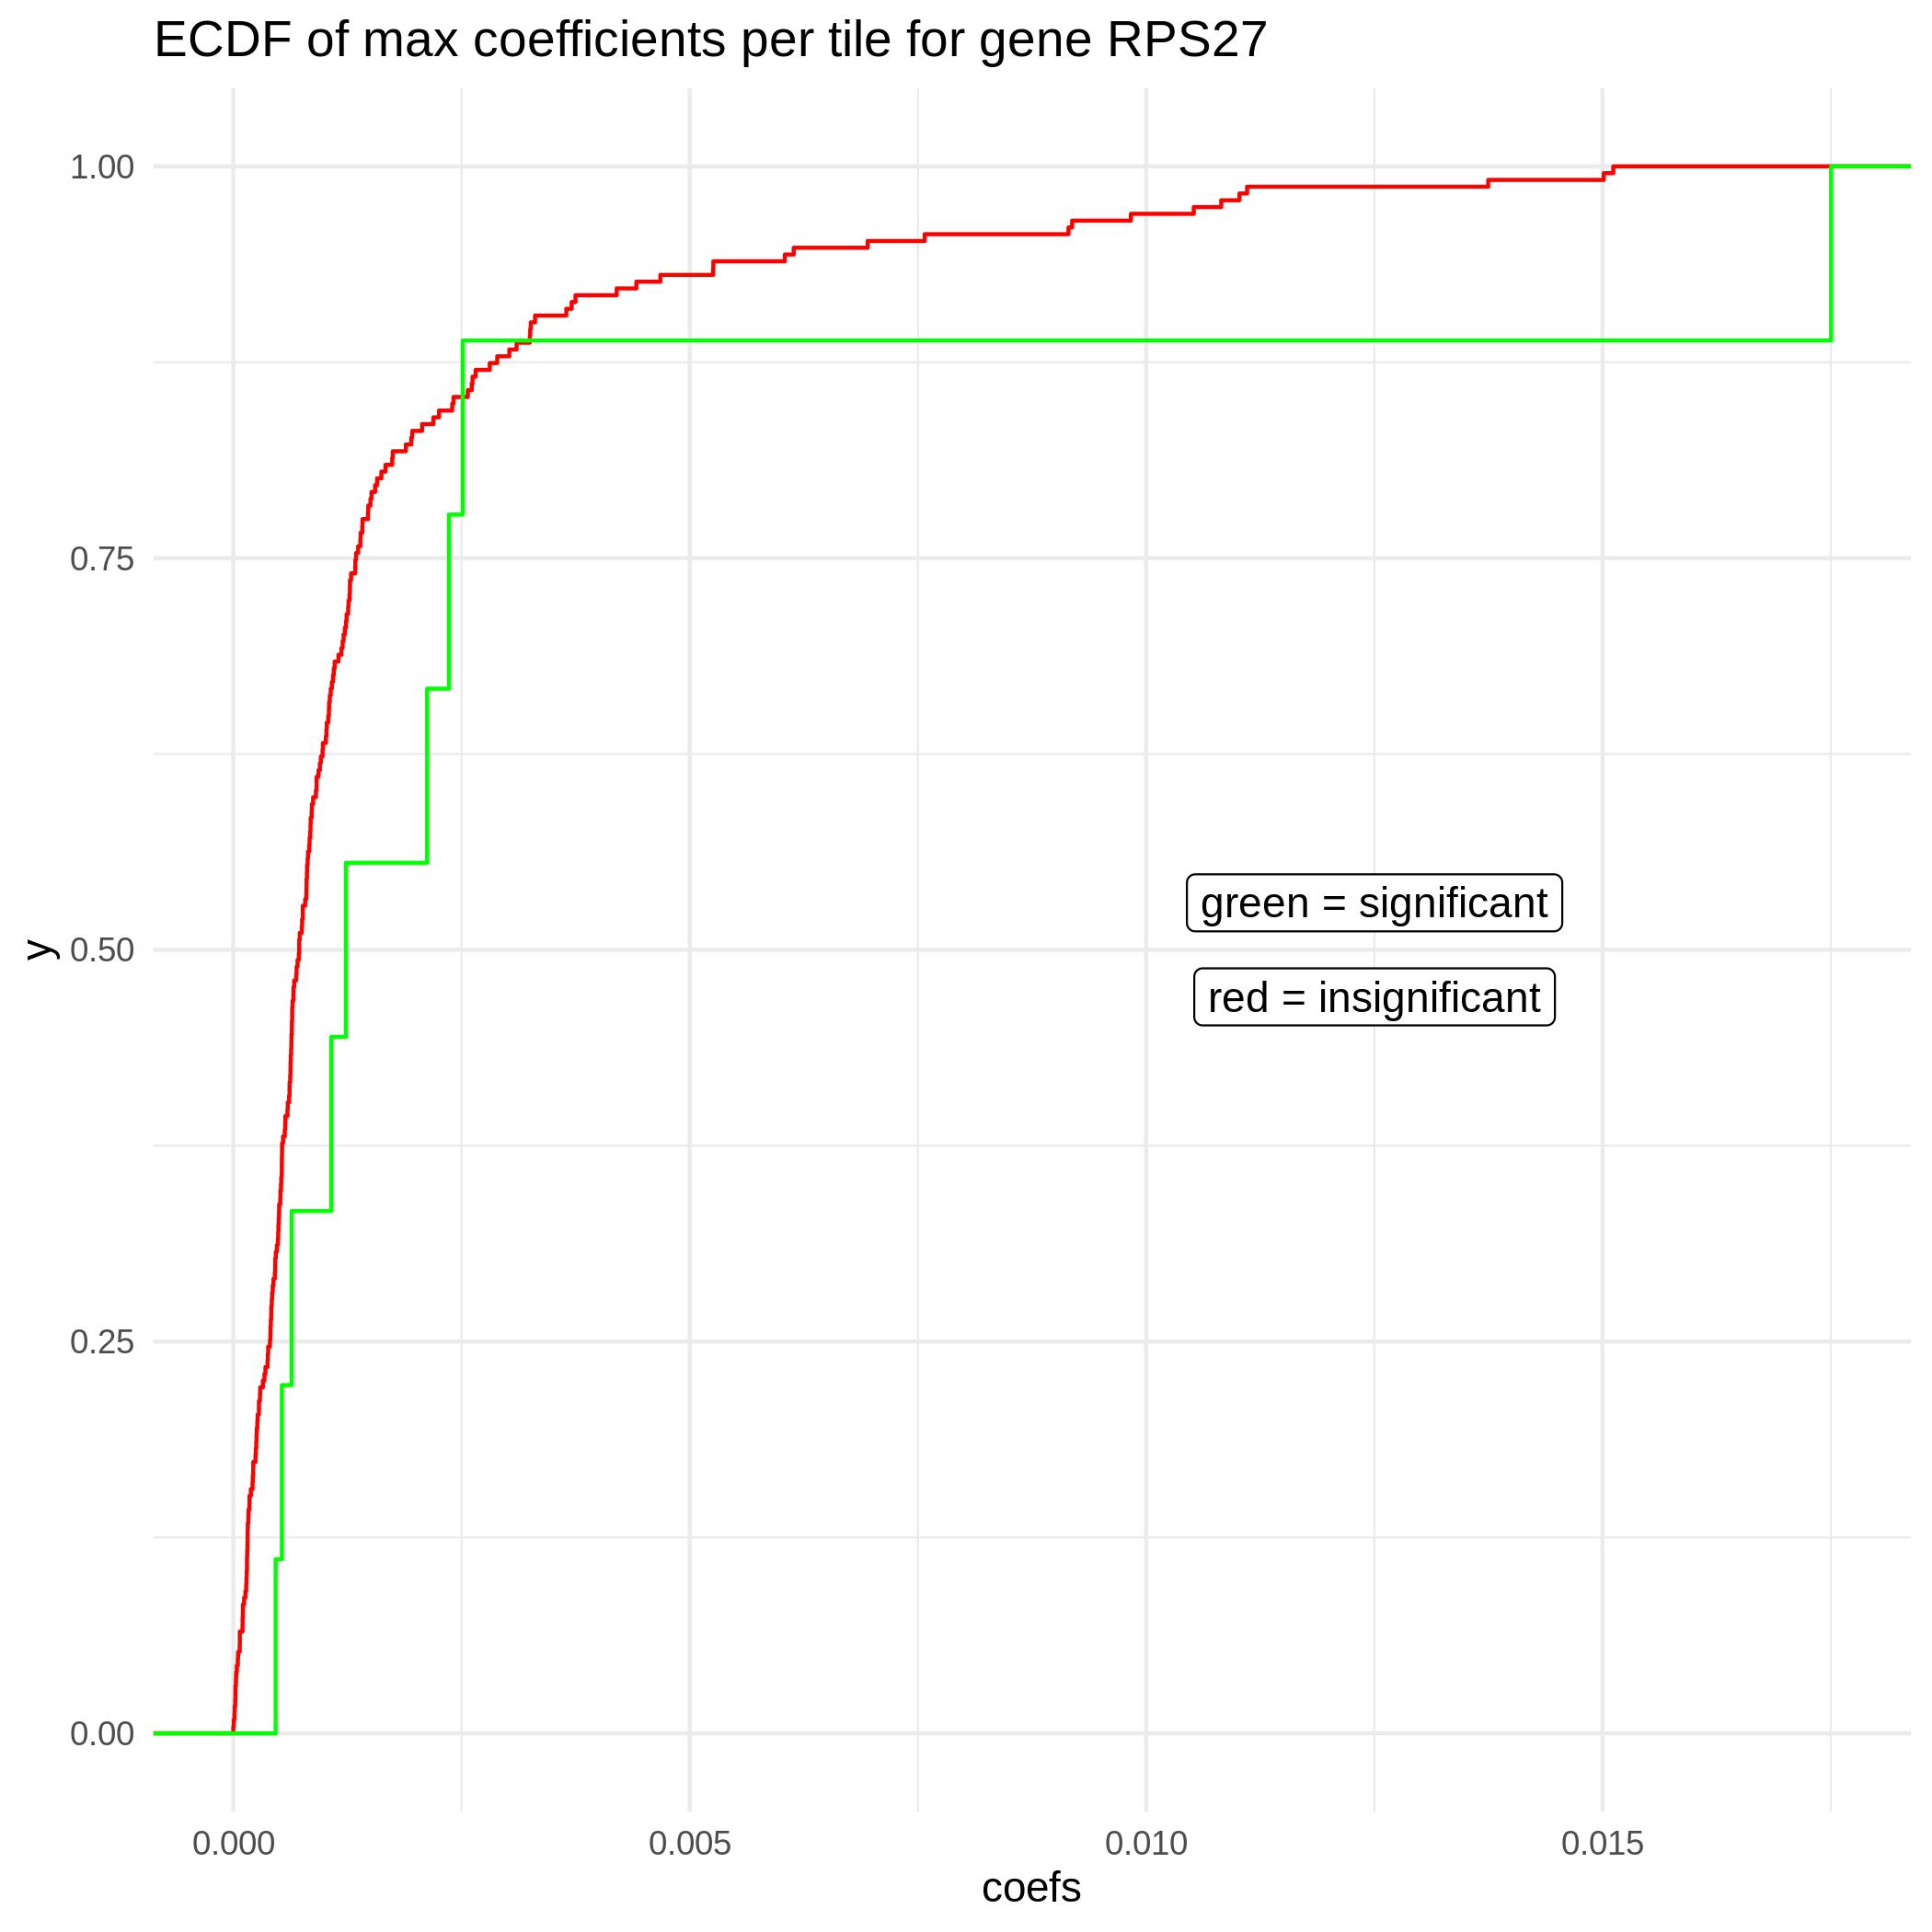 ECDF of max coefficients per tile for gene RPS27
1.00
0.75
0.50
0.25
0.00
y
green = significant
red = insignificant
0.000
0.005
0.010
0.015
coefs